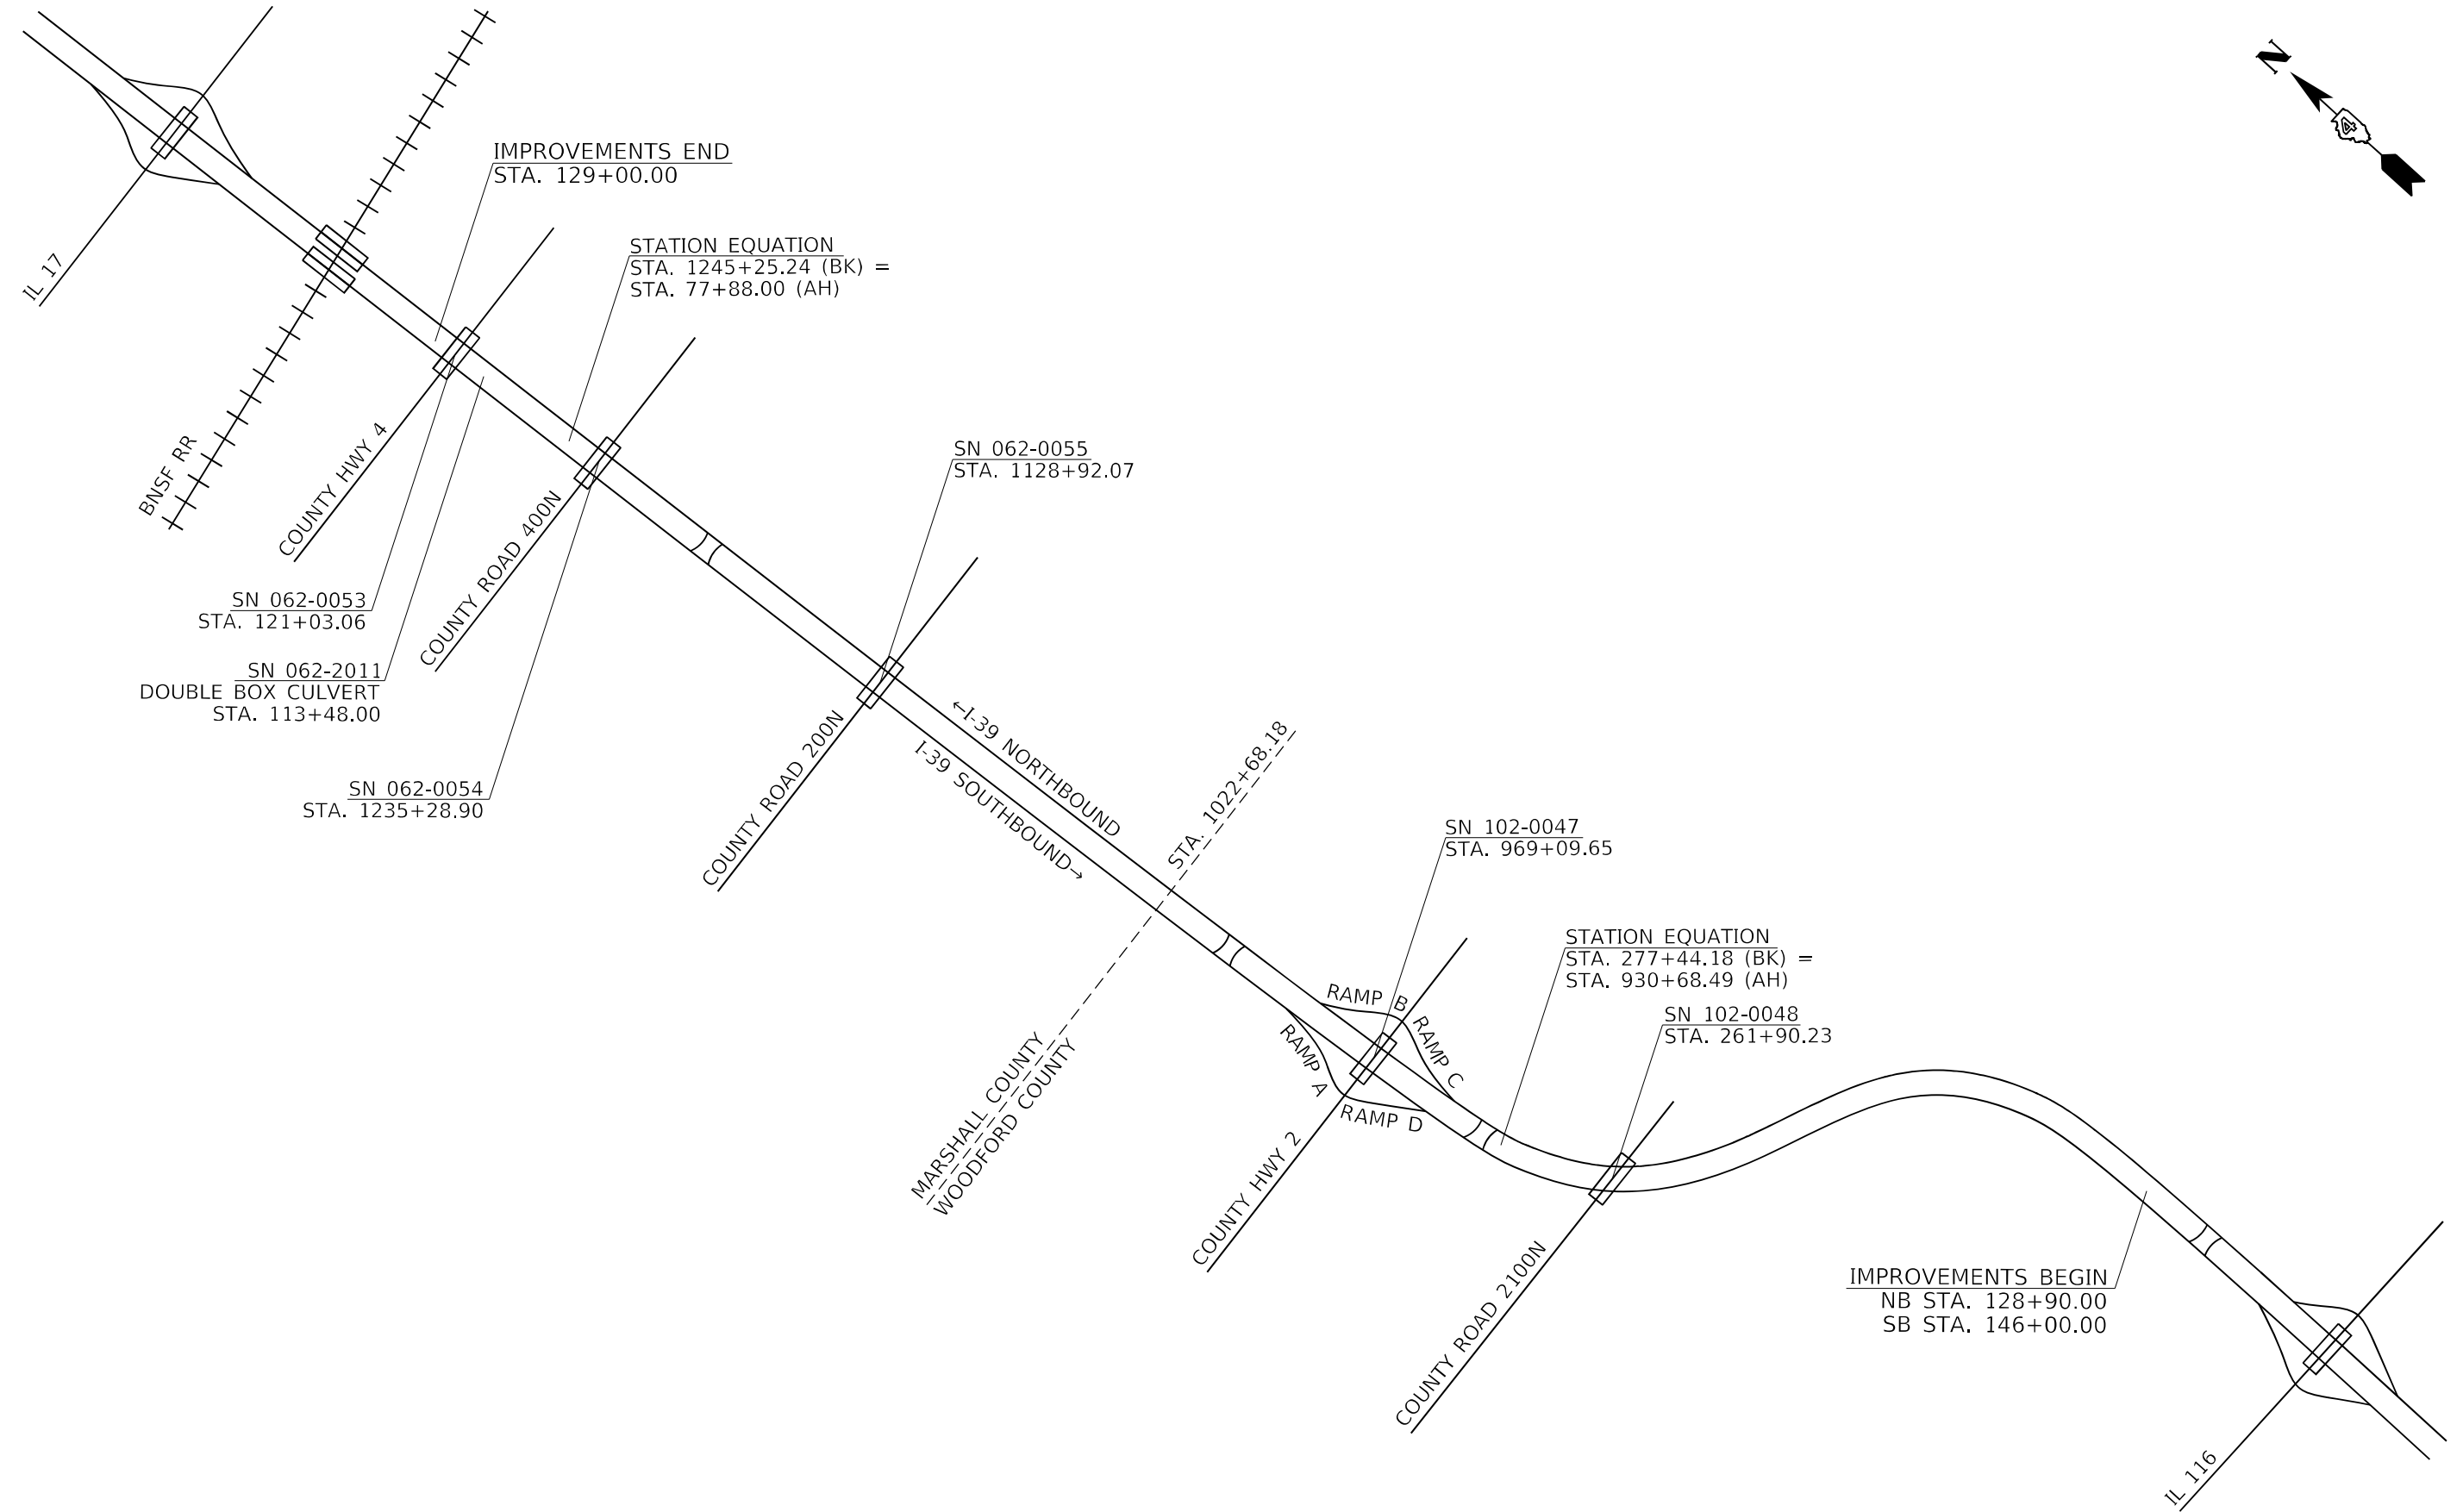 N
4
IMPROVEMENTS END
STA. 129+00.00
STATION EQUATION
STA. 1245+25.24 (BK) =
STA. 77+88.00 (AH)
IL 17
BNSF RR
COUNTY HWY 4
COUNTY ROAD 400N
SN 062-0055
STA. 1128+92.07
SN 062-0053
STA. 121+03.06
SN 062-2011
DOUBLE BOX CULVERT
STA. 113+48.00
SN 062-0054
STA. 1235+28.90
COUNTY ROAD 200N
←I-39 NORTHBOUND
I-39 SOUTHBOUND→
STA. 1022+68.18
SN 102-0047
STA. 969+09.65
STATION EQUATION
STA. 277+44.18 (BK) =
STA. 930+68.49 (AH)
SN 102-0048
STA. 261+90.23
RAMP B
RAMP C
RAMP A
RAMP D
MARSHALL COUNTY
WOODFORD COUNTY
COUNTY HWY 2
COUNTY ROAD 2100N
IMPROVEMENTS BEGIN
NB STA. 128+90.00
SB STA. 146+00.00
IL 116